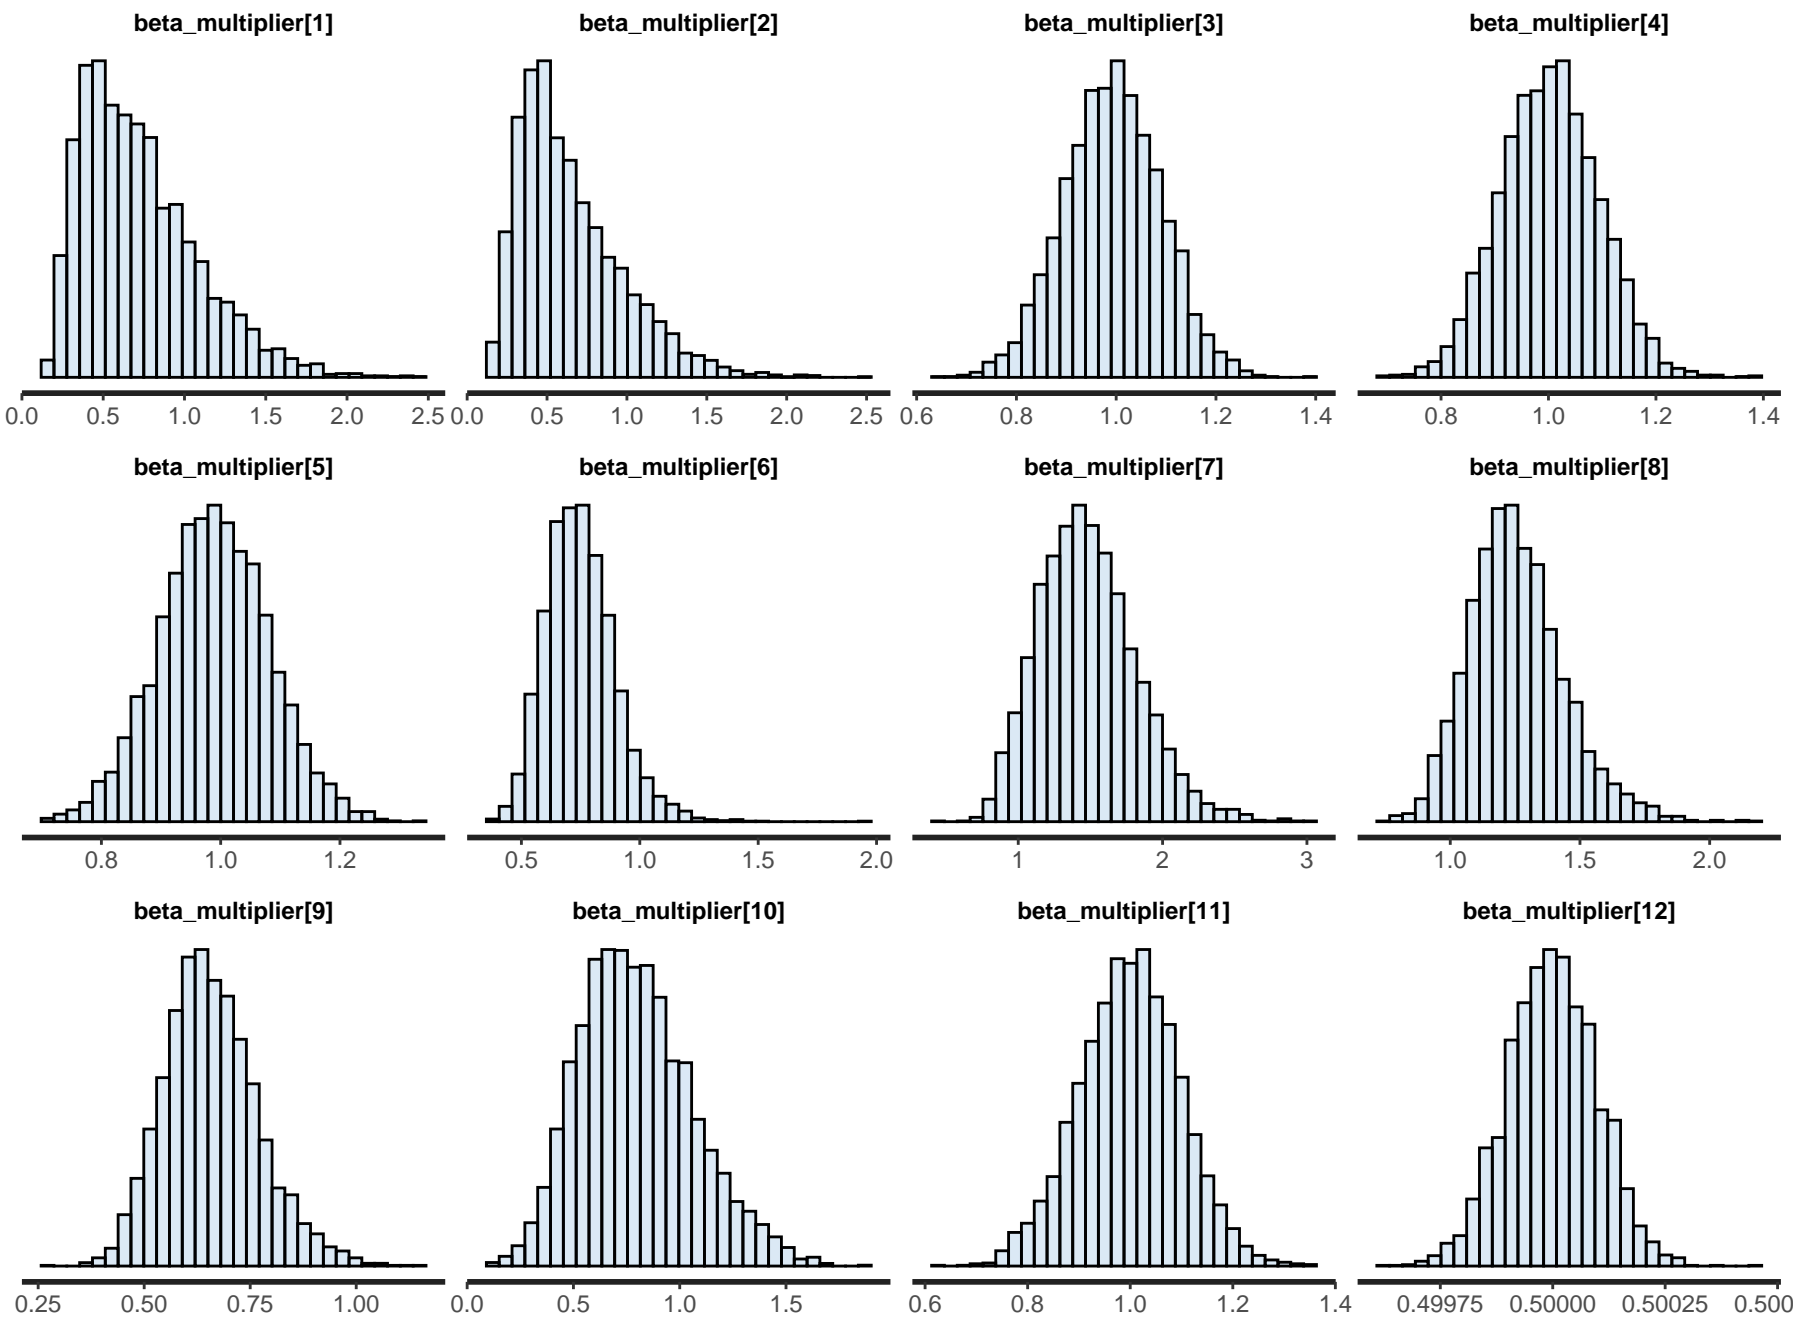 beta_multiplier[1] beta_multiplier[2] beta_multiplier[3] beta_multiplier[4]
0.0 0.5 1.0 1.5 2.0 2.5 0.0 0.5 1.0 1.5 2.0 2.5 0.6 0.8 1.0 1.2 1.4 0.8 1.0 1.2 1.4
beta_multiplier[5] beta_multiplier[6] beta_multiplier[7] beta_multiplier[8]
0.8 1.0 1.2 0.5 1.0 1.5 2.0 1 2 3 1.0 1.5 2.0
beta_multiplier[9] beta_multiplier[10] beta_multiplier[11] beta_multiplier[12]
0.25 0.50 0.75 1.00 0.0 0.5 1.0 1.5 0.6 0.8 1.0 1.2 1.4 0.49975 0.50000 0.50025 0.500